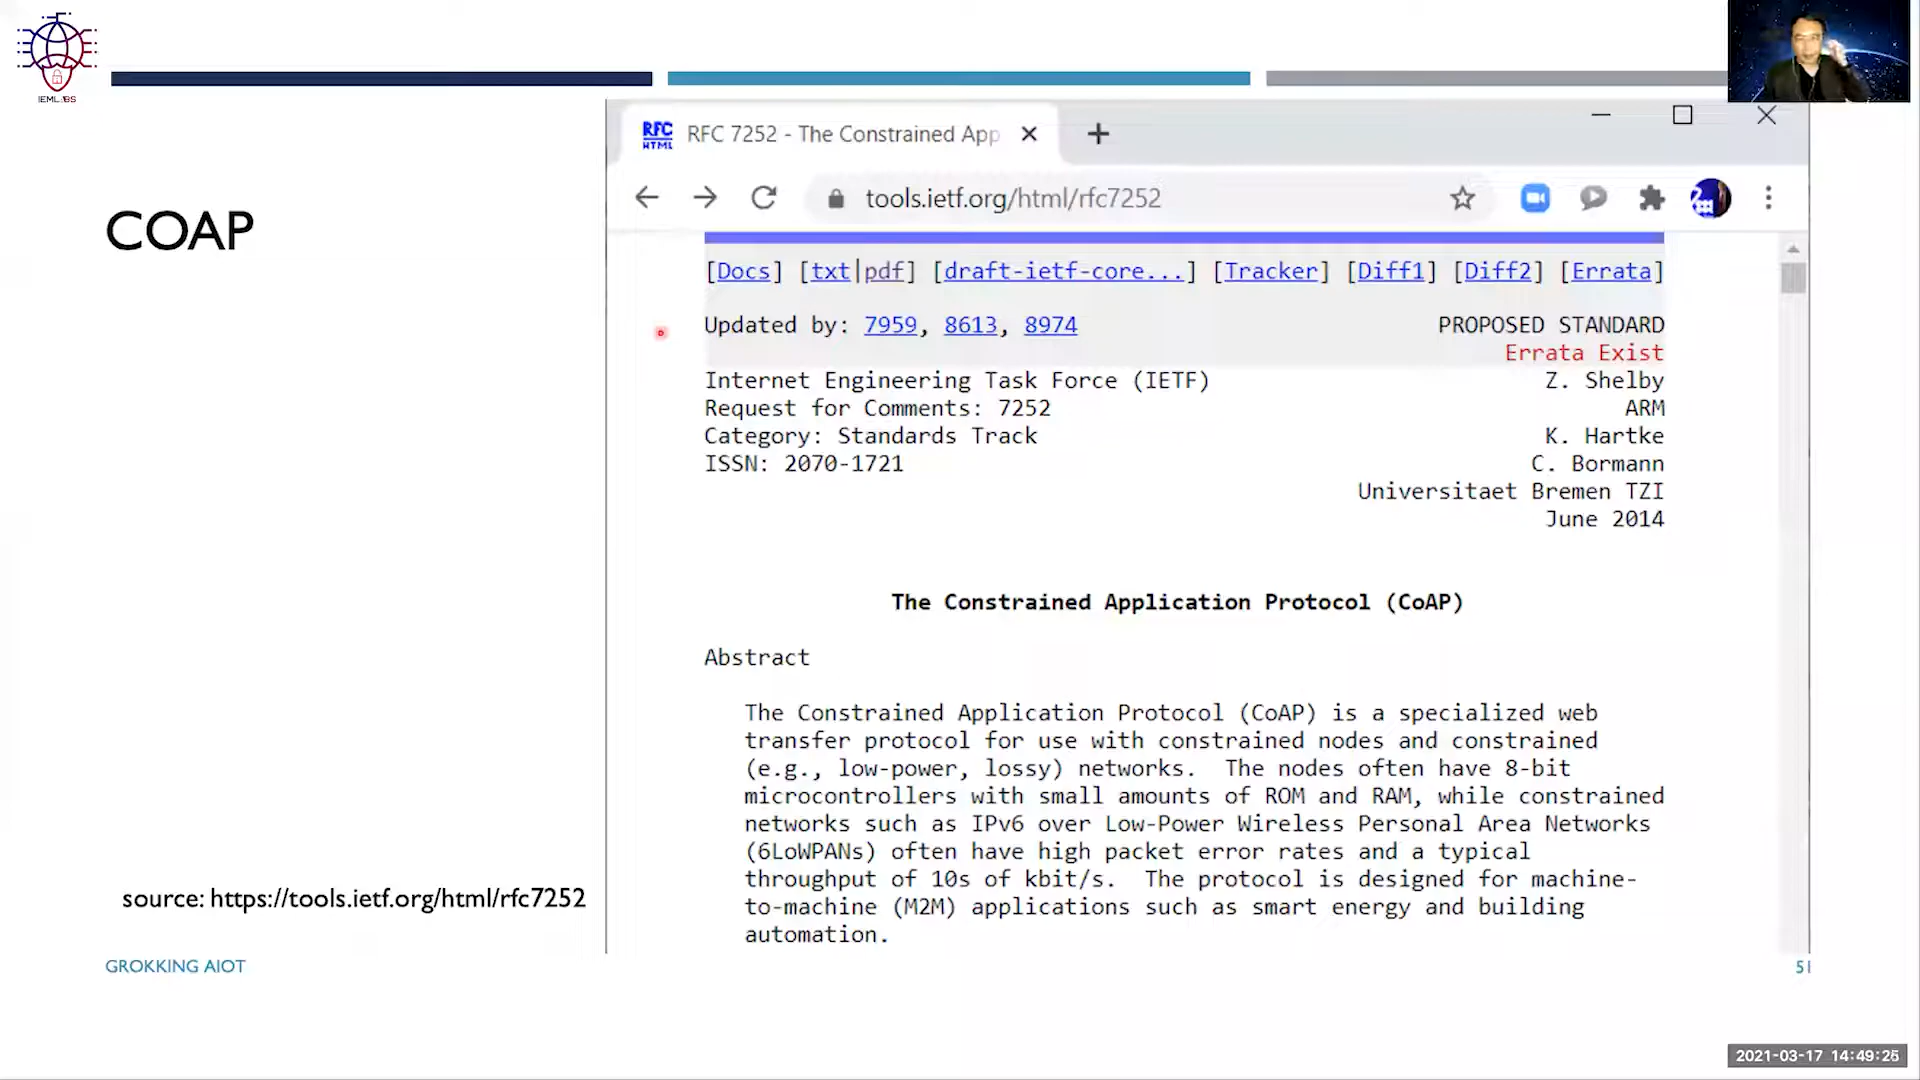 IEMLABS
RFC
HTML
RFC 7252 - The Constrained App
tools.ietf.org/html/rfc7252
COAP
[Docs] [txt|pdf] [draft-ietf-core...] [Tracker] [Diff1] [Diff2] [Errata]
Updated by: 7959, 8613, 8974 PROPOSED STANDARD
Errata Exist
Internet Engineering Task Force (IETF) Z. Shelby
Request for Comments: 7252 ARM
Category: Standards Track K. Hartke
ISSN: 2070-1721 C. Bormann
Universitaet Bremen TZI
June 2014
The Constrained Application Protocol (CoAP)
Abstract
The Constrained Application Protocol (CoAP) is a specialized web
transfer protocol for use with constrained nodes and constrained
(e.g., low-power, lossy) networks. The nodes often have 8-bit
microcontrollers with small amounts of ROM and RAM, while constrained
networks such as IPv6 over Low-Power Wireless Personal Area Networks
(6LoWPANs) often have high packet error rates and a typical
throughput of 10s of kbit/s. The protocol is designed for machine-
to-machine (M2M) applications such as smart energy and building
automation.
source: https://tools.ietf.org/html/rfc7252
GROKKING AIOT
51
2021-03-17 14:49:25